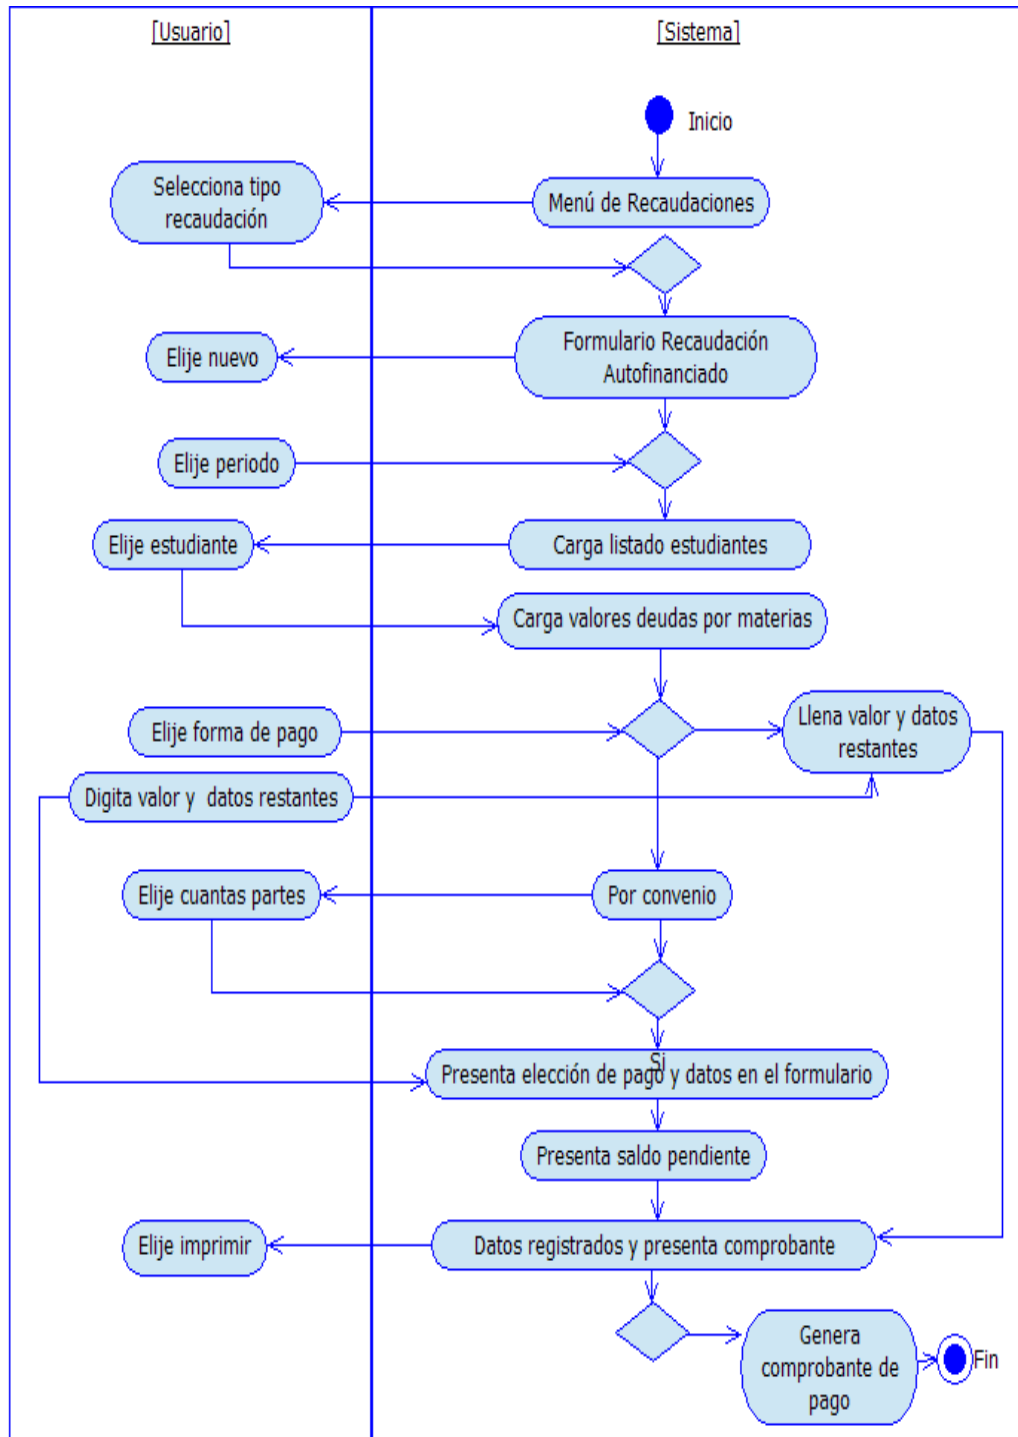 [Usuario]
[Sistema]
Inicio
Selecciona tipo
recaudación
Menú de Recaudaciones
Formulario Recaudación
Autofinanciado
Elije nuevo
Elije periodo
Elije estudiante
Carga listado estudiantes
Carga valores deudas por materias
Elije forma de pago
Llena valor y datos
restantes
Digita valor y datos restantes
Elije cuantas partes
Por convenio
Si
Presenta elección de pago y datos en el formulario
Presenta saldo pendiente
Elije imprimir
Datos registrados y presenta comprobante
Genera
comprobante de
pago
Fin